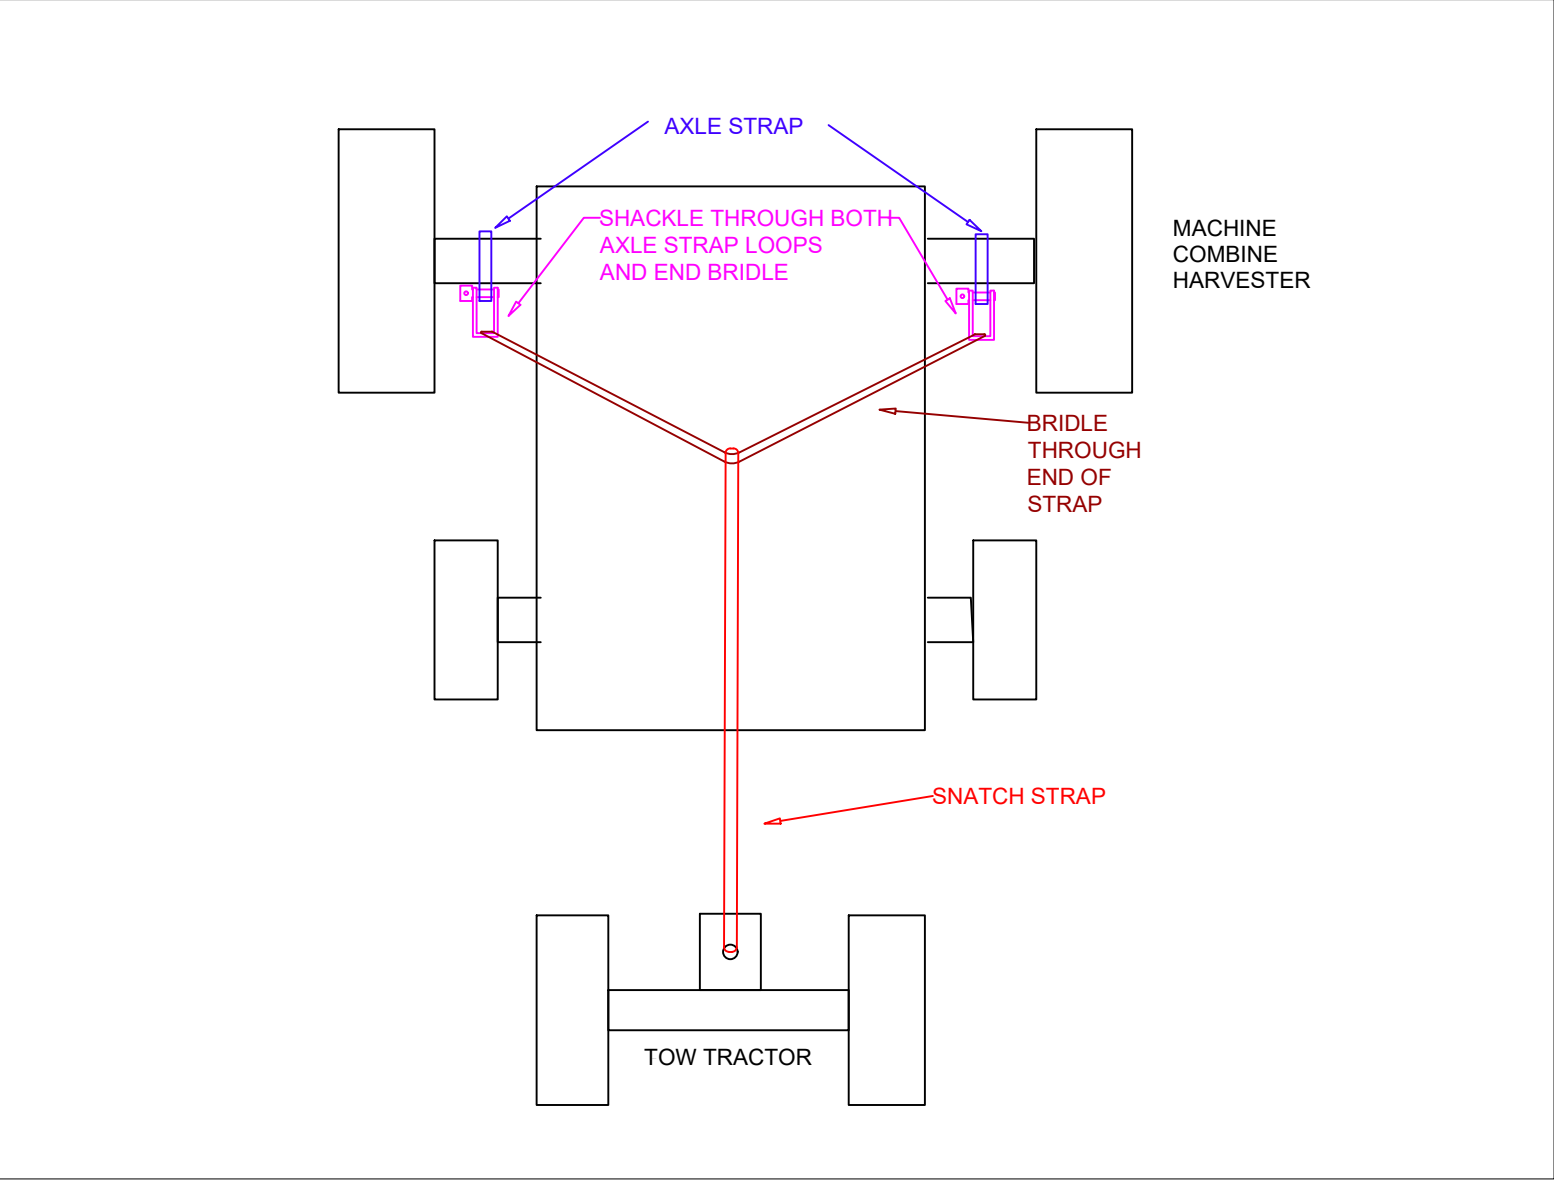 AXLE STRAP
SHACKLE THROUGH BOTH
AXLE STRAP LOOPS
AND END BRIDLE
MACHINE
COMBINE
HARVESTER
BRIDLE
THROUGH
END OF
STRAP
SNATCH STRAP
TOW TRACTOR